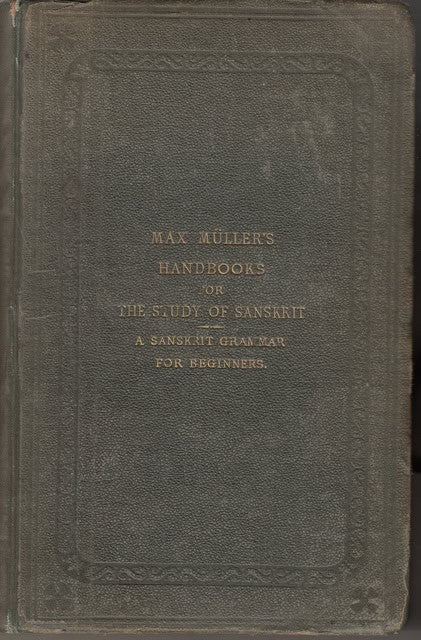 MAX MÜLLER'S
HANDBOOKS
FOR
THE STUDY OF SANSKRIT
A SANSKRIT GRAMMAR
FOR BEGINNERS.